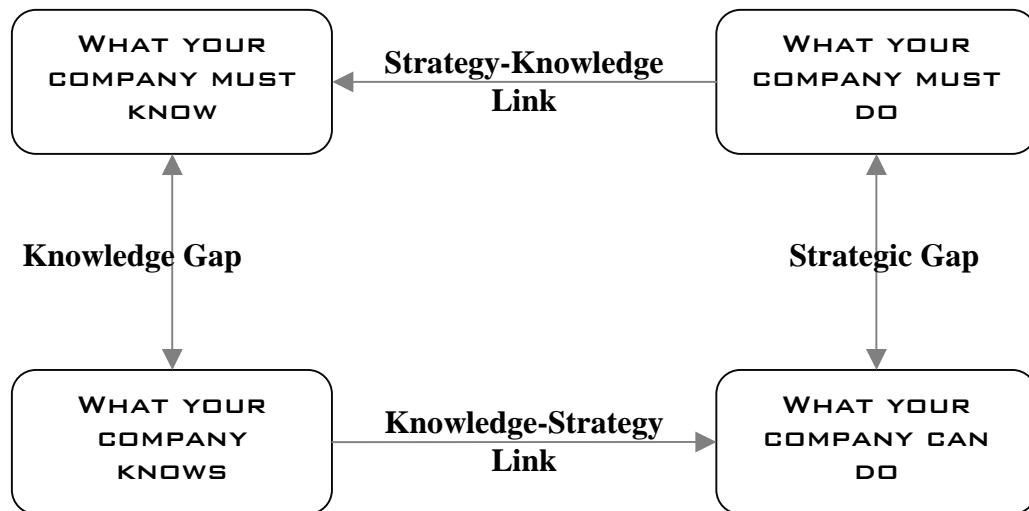 WHAT YOUR
COMPANY MUST
KNOW
Strategy-Knowledge
Link
WHAT YOUR
COMPANY MUST
DO
Knowledge Gap
Strategic Gap
WHAT YOUR
COMPANY
KNOWS
Knowledge-Strategy
Link
WHAT YOUR
COMPANY CAN
DO